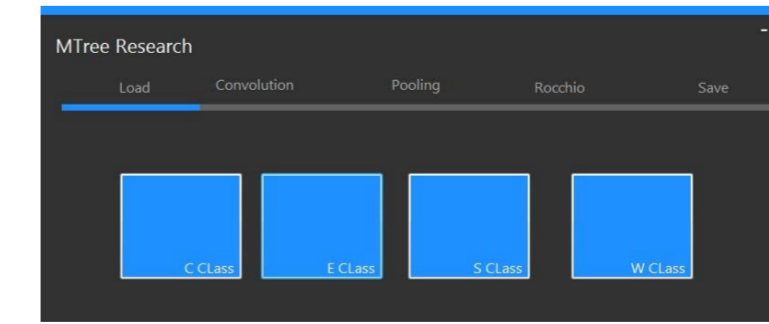 MTree Research
Load Convolution Pooling Rocchio Save
C CLass E CLass S CLass W CLass